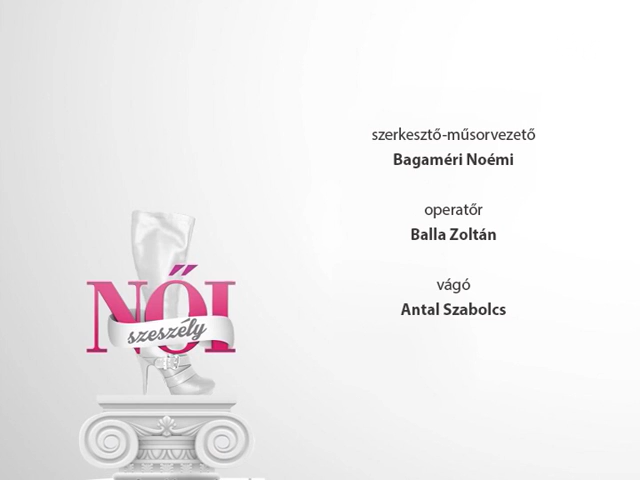 NŐI
szeszély
szerkesztő-műsorvezető
Bagaméri Noémi
operatőr
Balla Zoltán
vágó
Antal Szabolcs